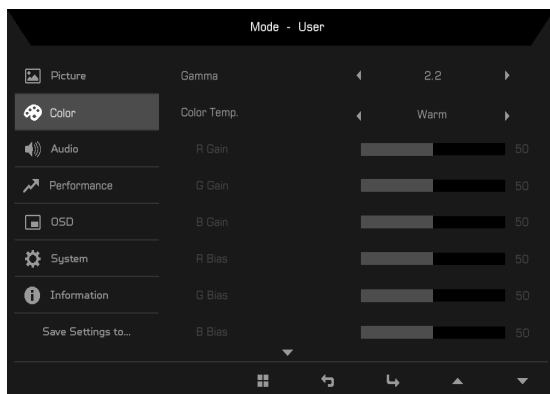 Mode - User
Picture
Gamma 2.2
Color
Color Temp. Warm
Audio
R Gain 50
Performance
G Gain 50
OSD
B Gain 50
System
R Bias 50
Information
G Bias 50
Save Settings to...
B Bias 50